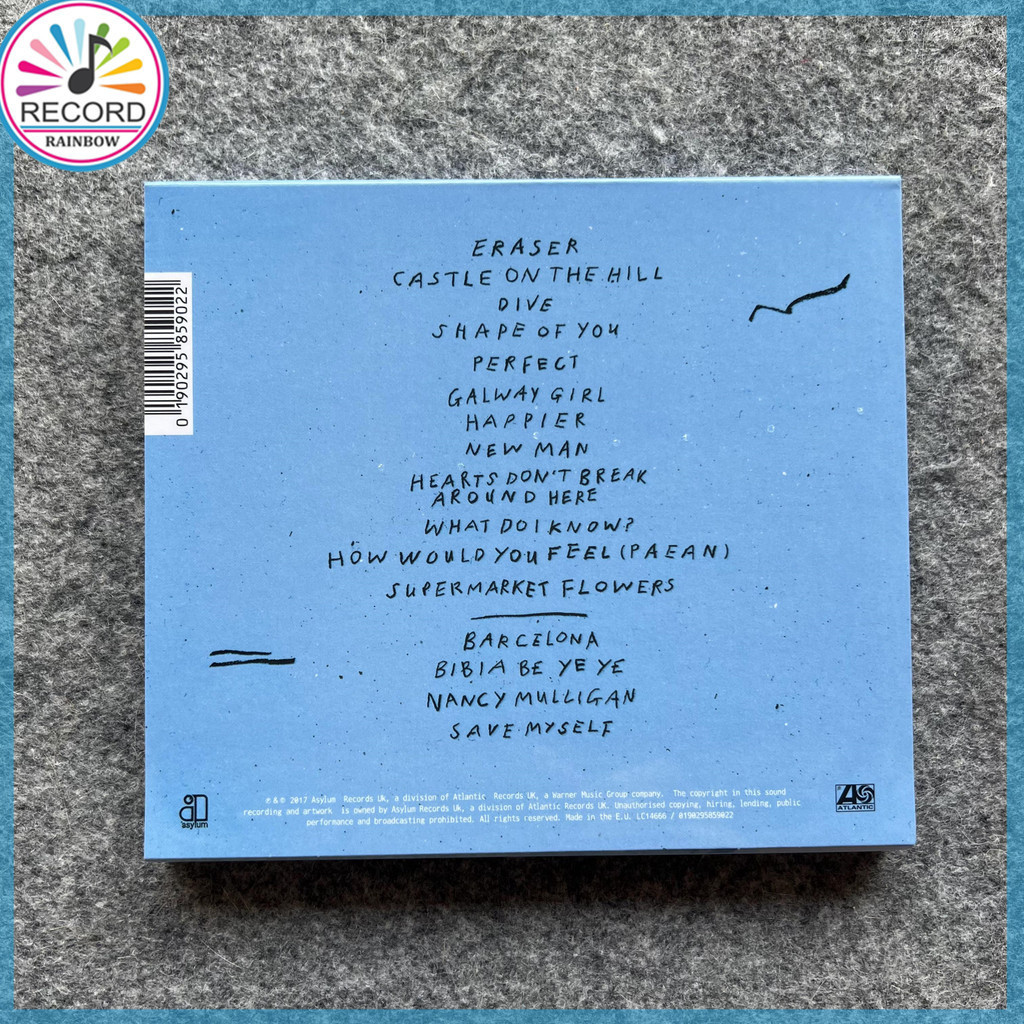 RECORD
RAINBOW
ERASER
CASTLE ON THE HILL
DIVE
SHAPE OF YOU
PERFECT
GALWAY GIRL
HAPPIER
NEW MAN
HEARTS DON'T BREAK
AROUND HERE
WHAT DO I KNOW?
HOW WOULD YOU FEEL (PAEAN)
SUPERMARKET FLOWERS
BARCELONA
BIBIA BE YE YE
NANCY MULLIGAN
SAVE MYSELF
0 190295 859022
℗ & © 2017 Asylum Records UK, a division of Atlantic Records UK, a Warner Music Group company. The copyright in this sound
recording and artwork is owned by Asylum Records UK, a division of Atlantic Records UK. Unauthorised copying, hiring, lending, public
performance and broadcasting prohibited. All rights reserved. Made in the E.U. LC14666 / 0190295859022
asylum
ATLANTIC